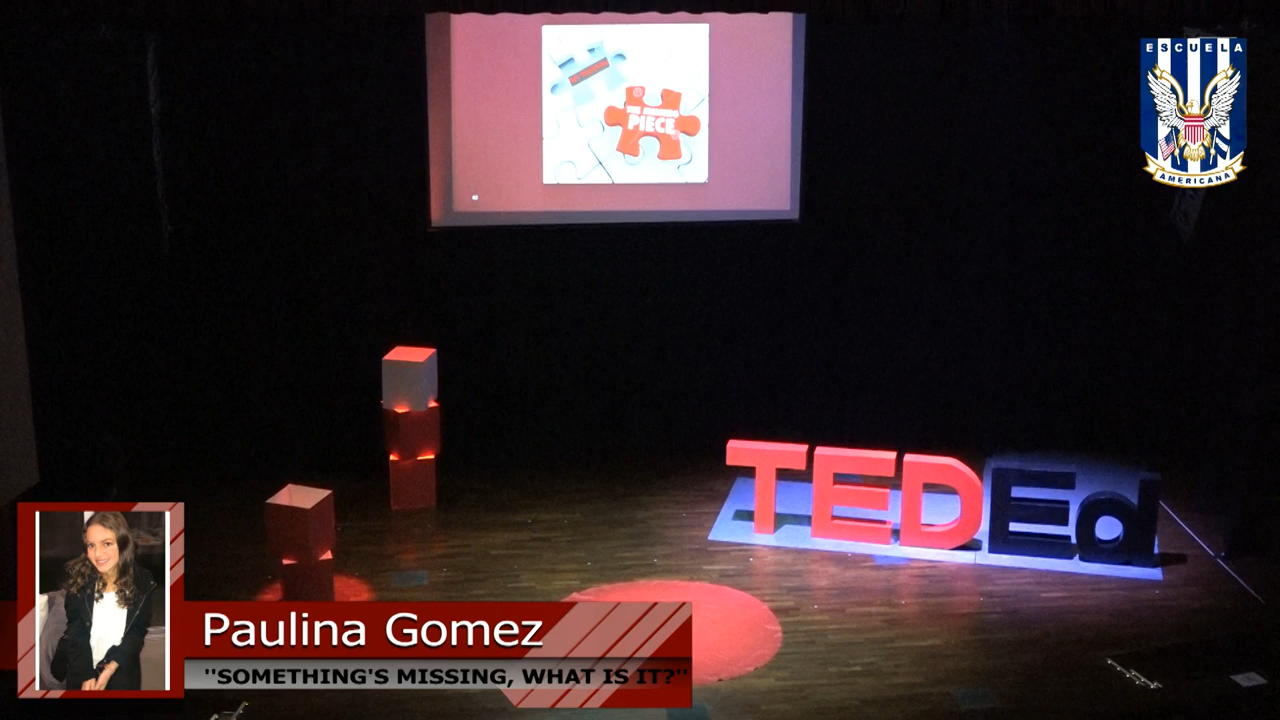 ESCUELA
AMERICANA
PIECE
TEDEd
Paulina Gomez
"SOMETHING'S MISSING, WHAT IS IT?"